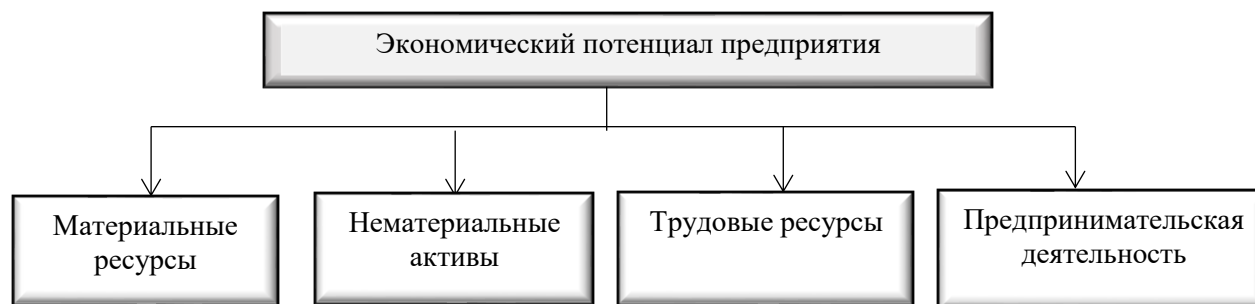 Экономический потенциал предприятия
Материальные
ресурсы
Нематериальные
активы
Трудовые ресурсы
Предпринимательская
деятельность